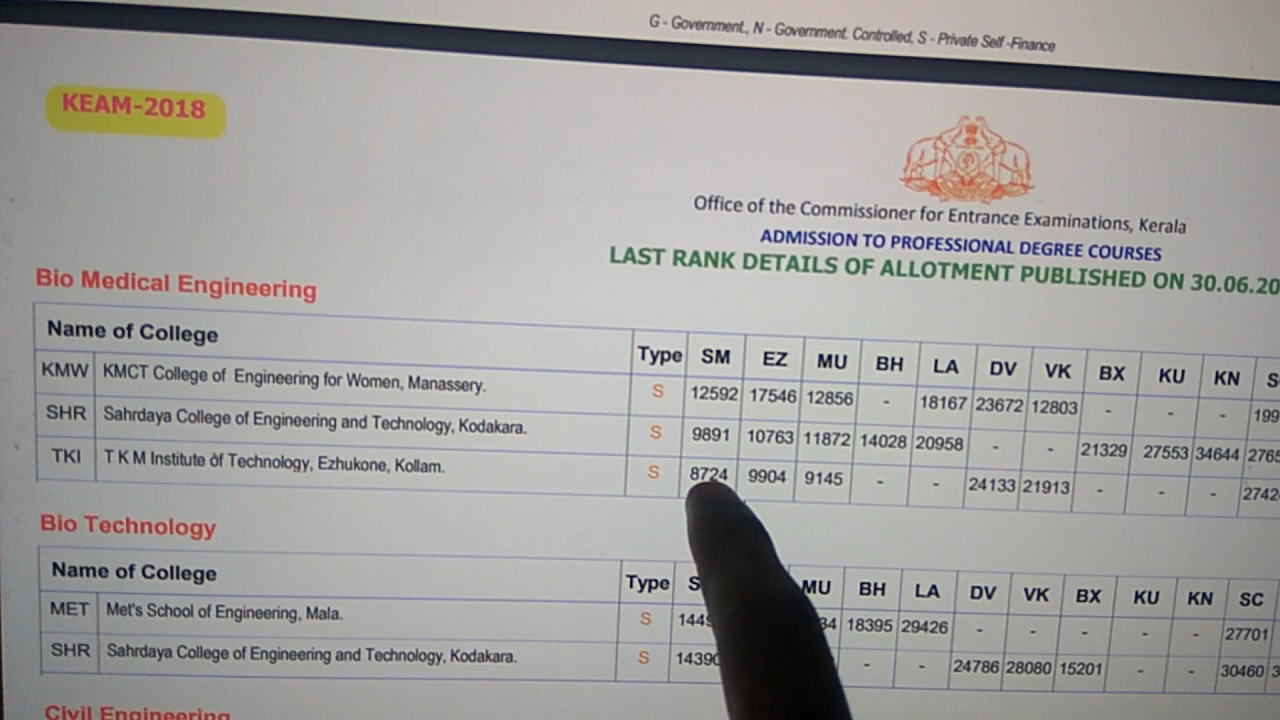 G - Government., N - Government. Controlled, S - Private Self -Finance
KEAM-2018
Office of the Commissioner for Entrance Examinations, Kerala
ADMISSION TO PROFESSIONAL DEGREE COURSES
LAST RANK DETAILS OF ALLOTMENT PUBLISHED ON 30.06.20
Bio Medical Engineering
Name of College Type SM EZ MU BH LA DV VK BX KU KN S
KMW KMCT College of Engineering for Women, Manassery. S 12592 17546 12856 - 18167 23672 12803 - - - 199
SHR Sahrdaya College of Engineering and Technology, Kodakara. S 9891 10763 11872 14028 20958 - - 21329 27553 34644 2765
TKI T K M Institute of Technology, Ezhukone, Kollam. S 8724 9904 9145 - - 24133 21913 - - - 2742
Bio Technology
Name of College Type S MU BH LA DV VK BX KU KN SC
MET Met's School of Engineering, Mala. S 144 34 18395 29426 - - - - - 27701
SHR Sahrdaya College of Engineering and Technology, Kodakara. S 14390 - - 24786 28080 15201 - - 30460 3
Civil Engineering